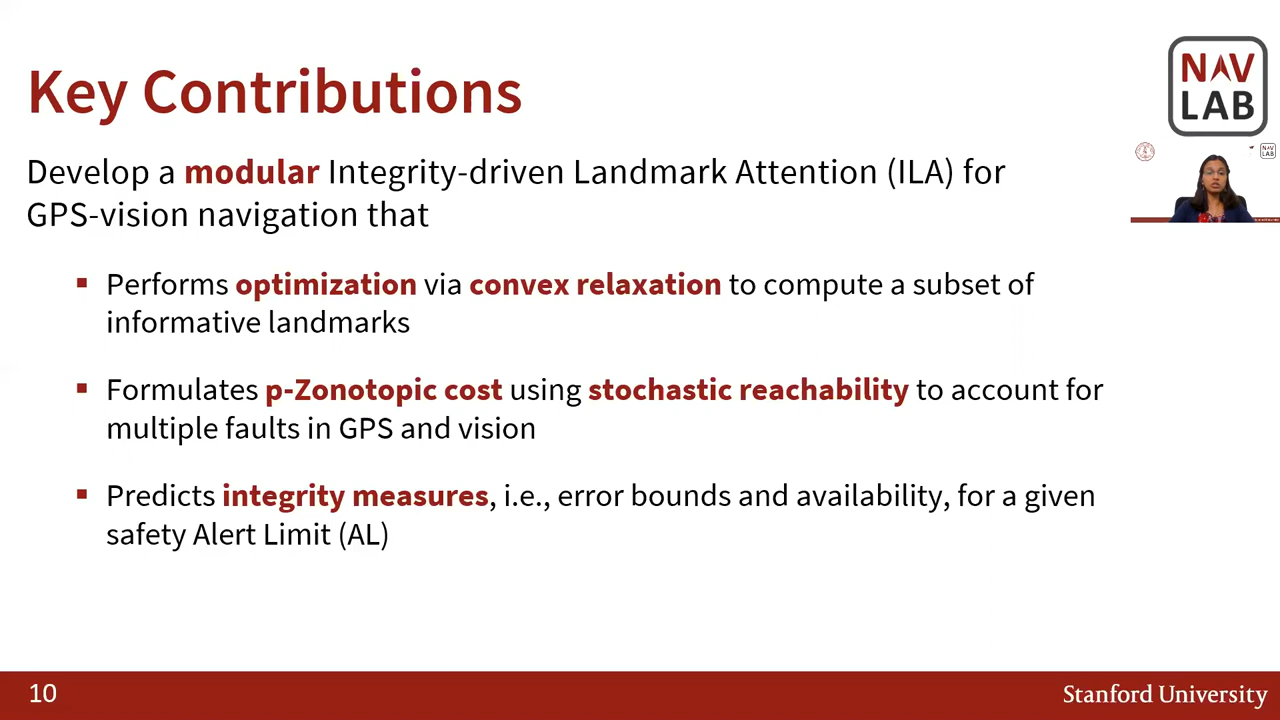 Key Contributions
NAV
LAB
Develop a modular Integrity-driven Landmark Attention (ILA) for
GPS-vision navigation that
NAV
LAB
▪ Performs optimization via convex relaxation to compute a subset of
informative landmarks
▪ Formulates p-Zonotopic cost using stochastic reachability to account for
multiple faults in GPS and vision
▪ Predicts integrity measures, i.e., error bounds and availability, for a given
safety Alert Limit (AL)
10
Stanford University